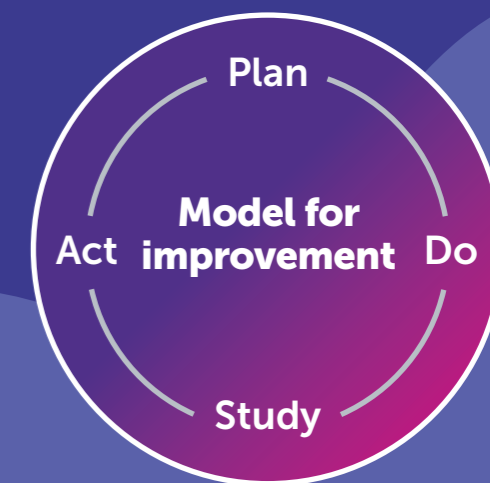 Plan
Model for
improvement
Act
Do
Study